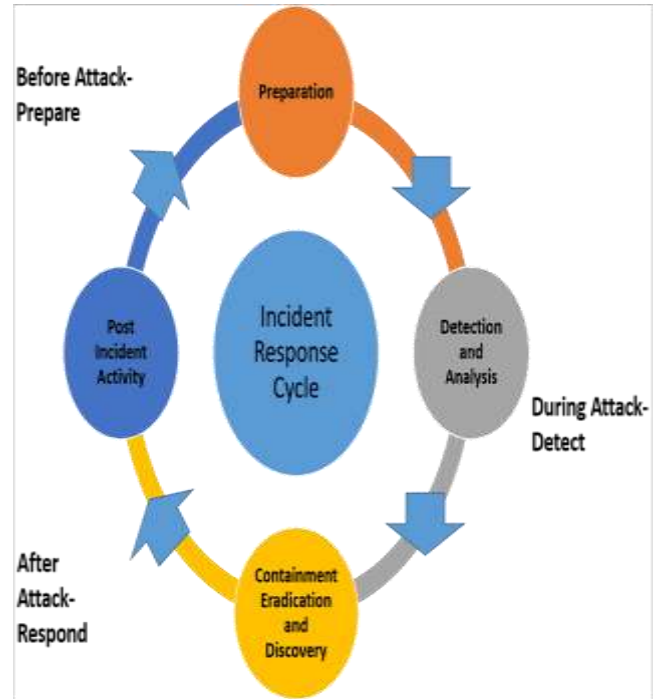 Before Attack-
Prepare
Preparation
Incident
Response
Cycle
Post
Incident
Activity
Detection
and
Analysis
During Attack-
Detect
After
Attack-
Respond
Containment
Eradication
and
Discovery